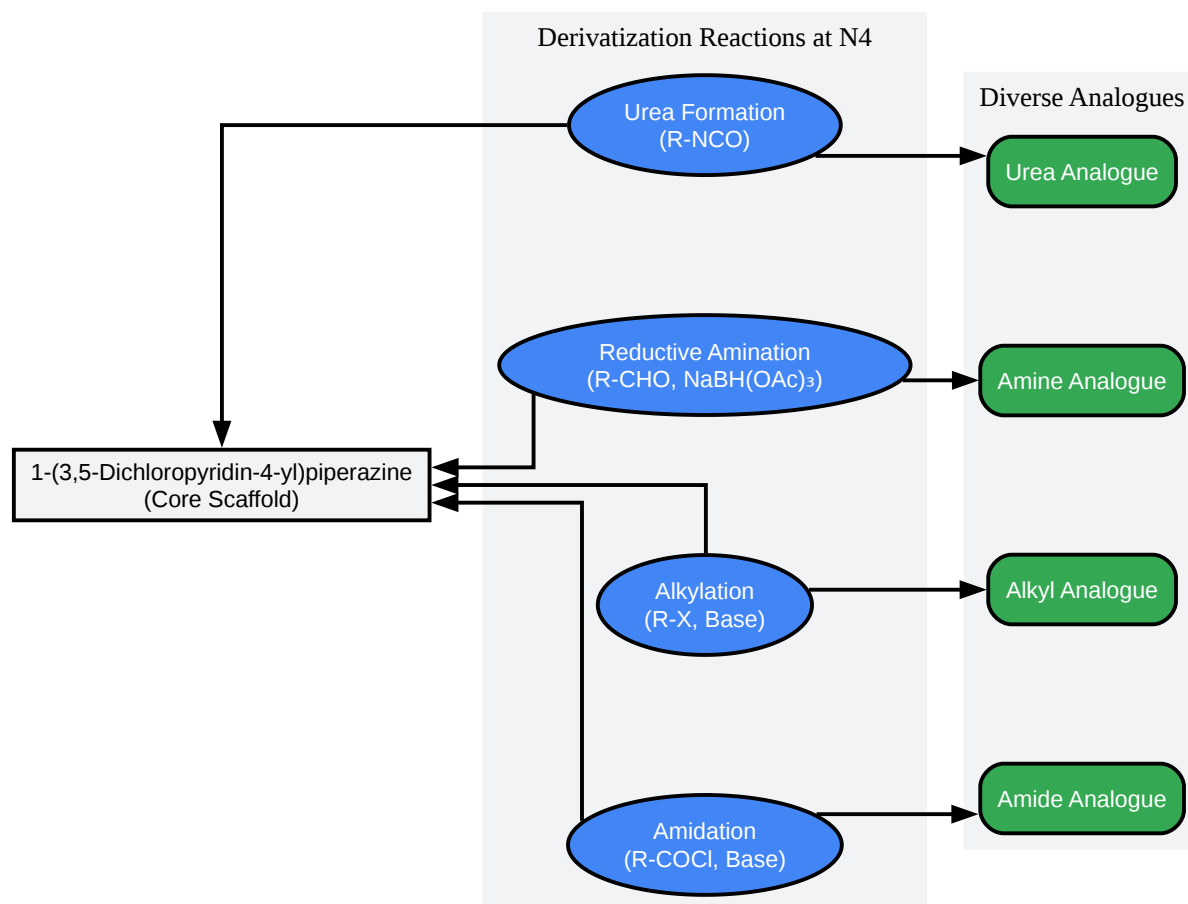 Derivatization Reactions at N4
Diverse Analogues
Urea Formation
(R-NCO)
Urea Analogue
Reductive Amination
(R-CHO, NaBH(OAc)₃)
Amine Analogue
1-(3,5-Dichloropyridin-4-yl)piperazine
(Core Scaffold)
Alkylation
(R-X, Base)
Alkyl Analogue
Amidation
(R-COCl, Base)
Amide Analogue